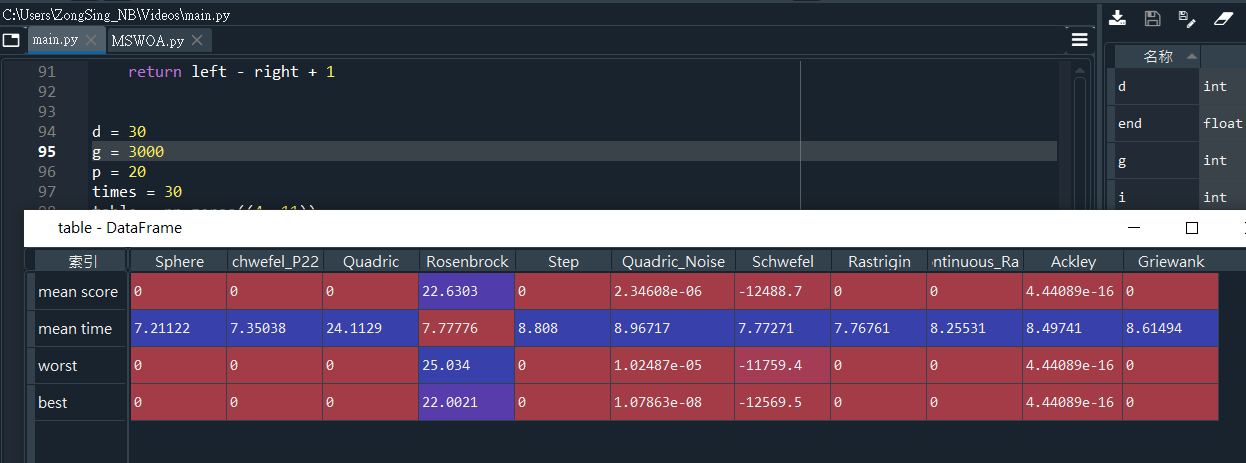 C:\Users\ZongSing_NB\Videos\main.py
main.py MSWOA.py
名称
91 return left - right + 1
92
93
94 d = 30
95 g = 3000
96 p = 20
97 times = 30
d int
end float
g int
i int
table - DataFrame
索引 Sphere chwefel_P22 Quadric Rosenbrock Step Quadric_Noise Schwefel Rastrigin ntinuous_Ra Ackley Griewank
mean score 0 0 0 22.6303 0 2.34608e-06 -12488.7 0 0 4.44089e-16 0
mean time 7.21122 7.35038 24.1129 7.77776 8.808 8.96717 7.77271 7.76761 8.25531 8.49741 8.61494
worst 0 0 0 25.034 0 1.02487e-05 -11759.4 0 0 4.44089e-16 0
best 0 0 0 22.0021 0 1.07863e-08 -12569.5 0 0 4.44089e-16 0